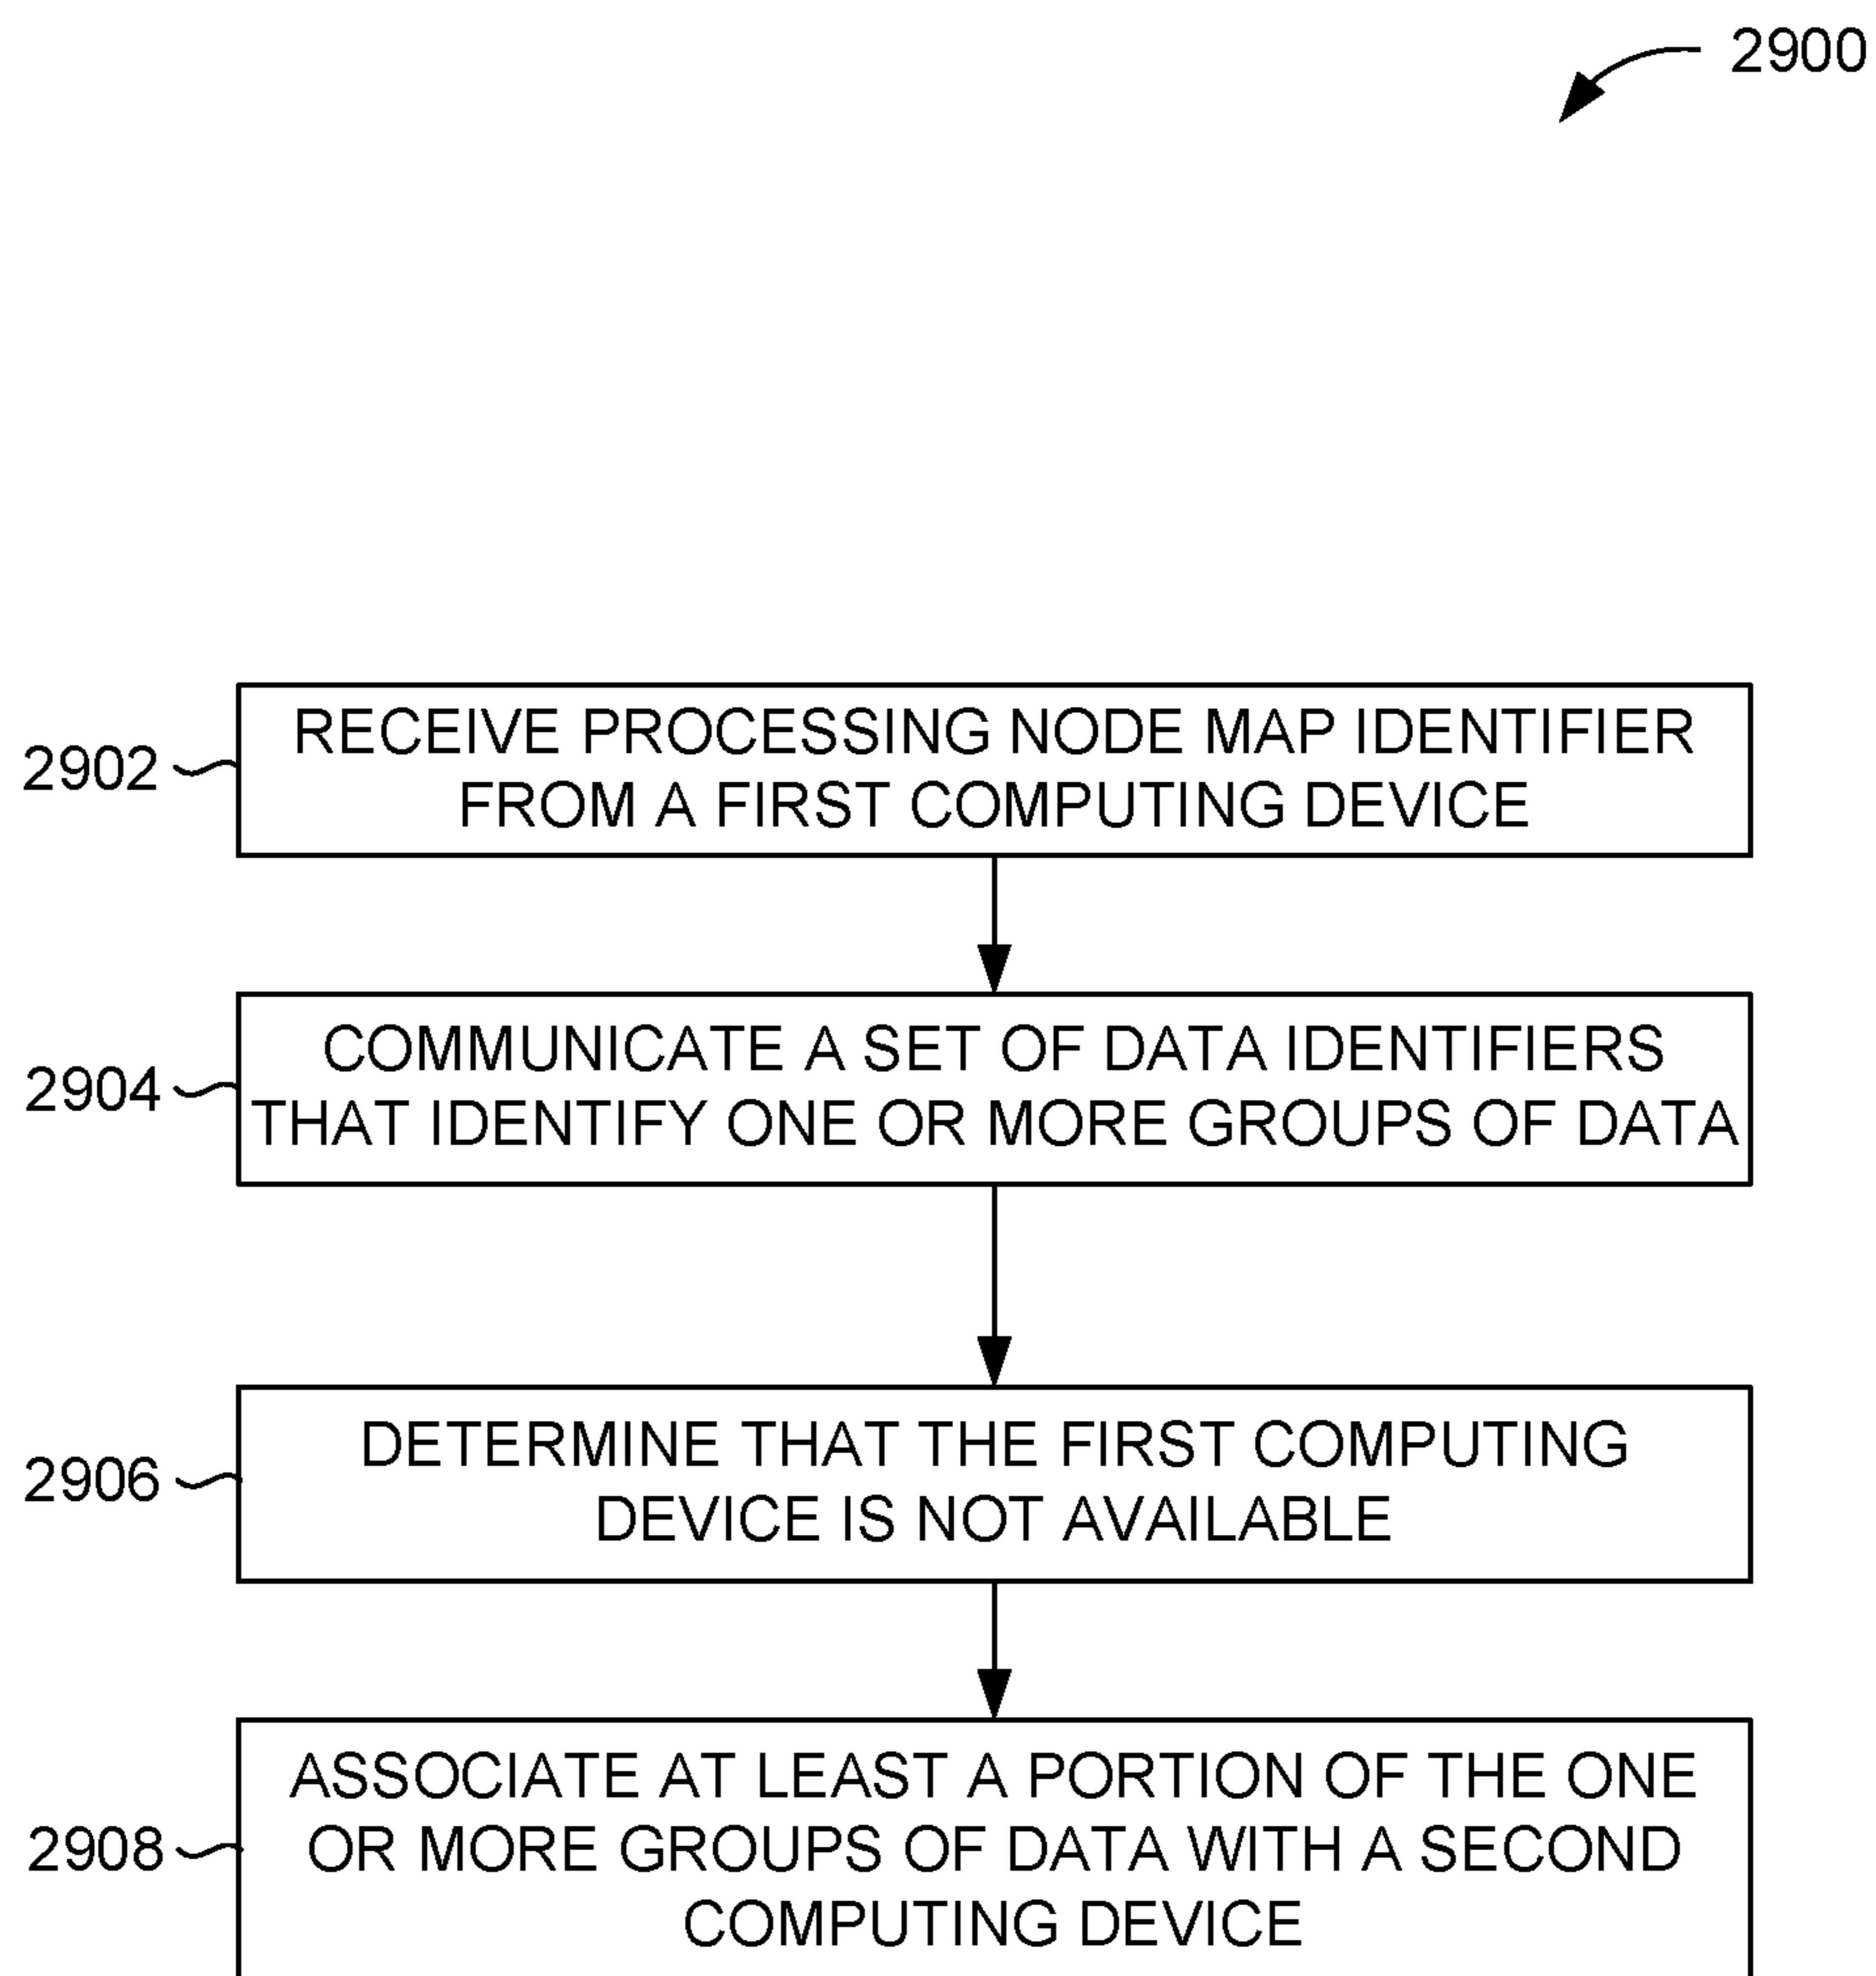 2900
2902
RECEIVE PROCESSING NODE MAP IDENTIFIER
FROM A FIRST COMPUTING DEVICE
2904
COMMUNICATE A SET OF DATA IDENTIFIERS
THAT IDENTIFY ONE OR MORE GROUPS OF DATA
2906
DETERMINE THAT THE FIRST COMPUTING
DEVICE IS NOT AVAILABLE
2908
ASSOCIATE AT LEAST A PORTION OF THE ONE
OR MORE GROUPS OF DATA WITH A SECOND
COMPUTING DEVICE